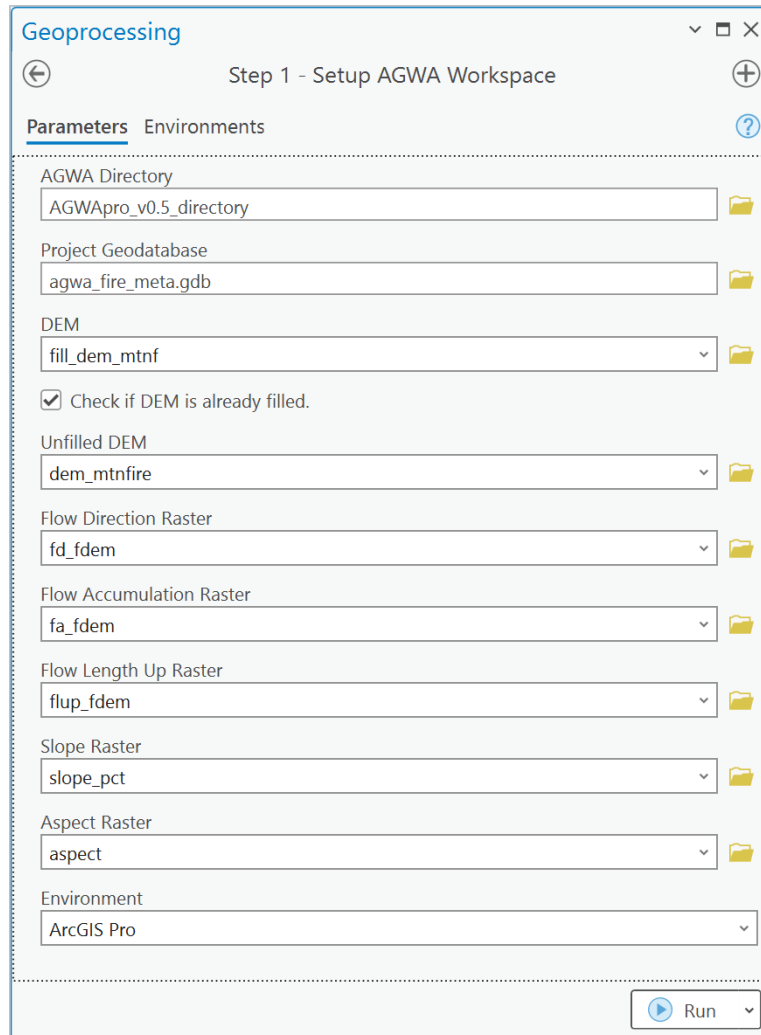 Geoprocessing
Step 1 - Setup AGWA Workspace
Parameters Environments
?
AGWA Directory
AGWApro_v0.5_directory
Project Geodatabase
agwa_fire_meta.gdb
DEM
fill_dem_mtnf
Check if DEM is already filled.
Unfilled DEM
dem_mtnfire
Flow Direction Raster
fd_fdem
Flow Accumulation Raster
fa_fdem
Flow Length Up Raster
flup_fdem
Slope Raster
slope_pct
Aspect Raster
aspect
Environment
ArcGIS Pro
Run